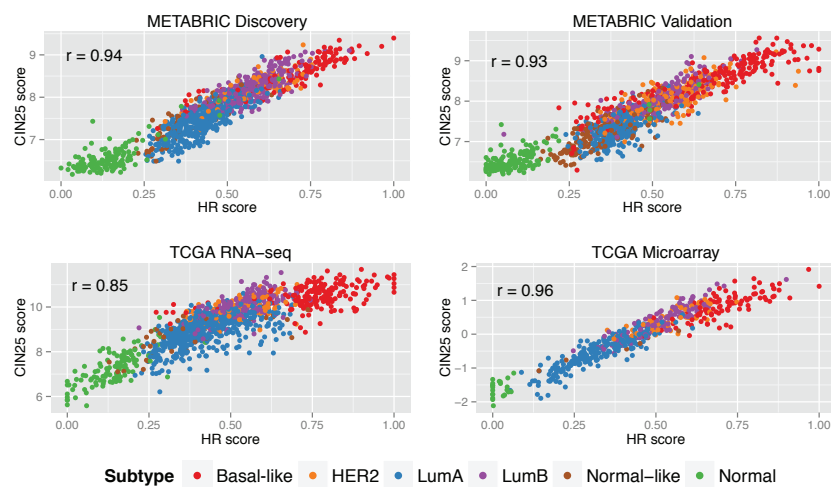 METABRIC Discovery
METABRIC Validation
r = 0.94
r = 0.93
CIN25 score
9
8
7
CIN25 score
9
8
7
0.00 0.25 0.50 0.75 1.00
HR score
0.00 0.25 0.50 0.75 1.00
HR score
TCGA RNA−seq
TCGA Microarray
r = 0.85
r = 0.96
CIN25 score
10
8
6
CIN25 score
2
1
0
−1
−2
0.00 0.25 0.50 0.75 1.00
HR score
0.00 0.25 0.50 0.75 1.00
HR score
Subtype Basal-like HER2 LumA LumB Normal−like Normal